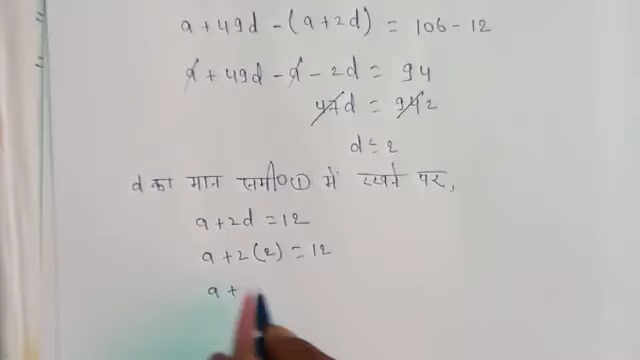 a + 49d - (a + 2d) = 106 - 12
a + 49d - a - 2d = 94
47d = 94 2
d = 2
d का मान समी० ① में रखने पर,
a + 2d = 12
a + 2(2) = 12
a +